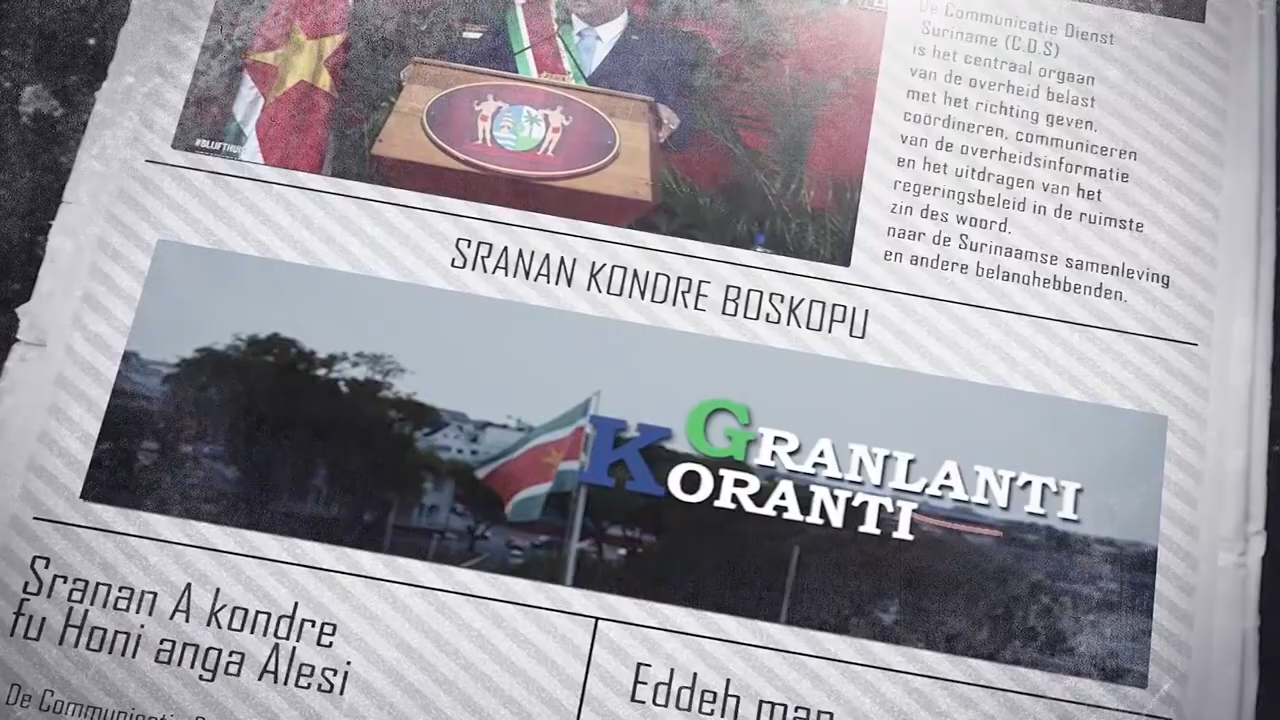 De Communicatie Dienst
Suriname (C.D.S)
is het centraal orgaan
van de overheid belast
met het richting geven,
coördineren, communiceren
van de overheidsinformatie
en het uitdragen van het
regeringsbeleid in de ruimste
zin des woord.
naar de Surinaamse samenleving
en andere belanghebbenden.
SRANAN KONDRE BOSKOPU
GRANLANTI
KORANTI
Sranan A kondre
fu Honi anga Alesi
Eddeh man
De